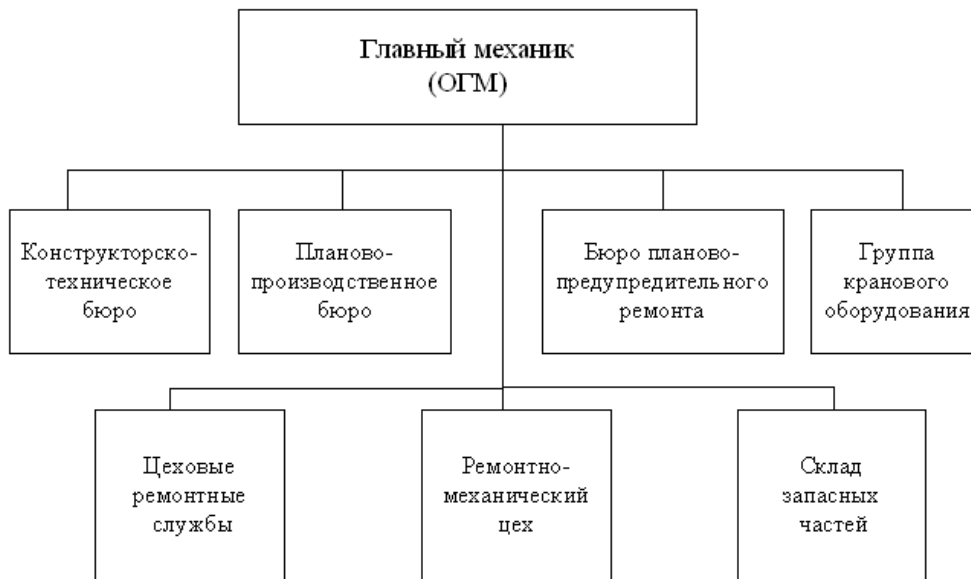 Главный механик
(ОГМ)
Конструкторско-
техническое
бюро
Планово-
производственное
бюро
Бюро планово-
предупредительного
ремонта
Группа
кранового
оборудования
Цеховые
ремонтные
службы
Ремонтно-
механический
цех
Склад
запасных
частей